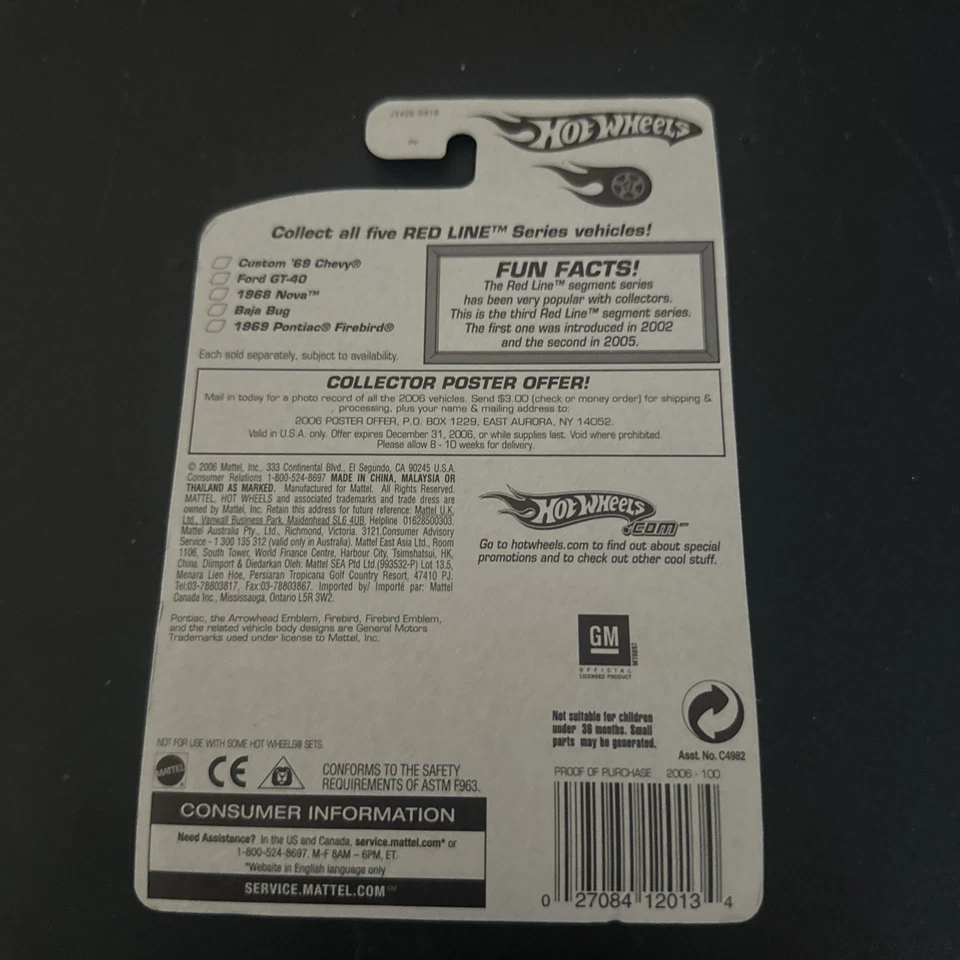 HOT WHEELS
Collect all five RED LINE™ Series vehicles!
Custom '69 Chevy®
Ford GT-40
1968 Nova™
Baja Bug
1969 Pontiac® Firebird®
Each sold separately, subject to availability.
FUN FACTS!
The Red Line™ segment series
has been very popular with collectors.
This is the third Red Line™ segment series.
The first one was introduced in 2002
and the second in 2005.
COLLECTOR POSTER OFFER!
Mail in today for a photo record of all the 2006 vehicles. Send $3.00 (check or money order) for shipping &
processing, plus your name & mailing address to:
2006 POSTER OFFER, P.O. BOX 1229, EAST AURORA, NY 14052.
Valid in U.S.A. only. Offer expires December 31, 2006, or while supplies last. Void where prohibited.
Please allow 8 - 10 weeks for delivery.
© 2006 Mattel, Inc., 333 Continental Blvd., El Segundo, CA 90245 U.S.A.
Consumer Relations 1-800-524-8697 MADE IN CHINA, MALAYSIA OR
THAILAND AS MARKED. Manufactured for Mattel. All Rights Reserved.
MATTEL, HOT WHEELS and associated trademarks and trade dress are
owned by Mattel, Inc. Retain this address for future reference: Mattel U.K.
Ltd., Vanwall Business Park, Maidenhead SL6 4UB. Helpline 01628500303.
Mattel Australia Pty., Ltd., Richmond, Victoria. 3121.Consumer Advisory
Service - 1 300 135 312 (valid only in Australia). Mattel East Asia Ltd., Room
1106, South Tower, World Finance Centre, Harbour City, Tsimshatsui, HK,
China. Diimport & Diedarkan Oleh: Mattel SEA Ptd Ltd.(993532-P) Lot 13.5,
Menara Lien Hoe, Persiaran Tropicana Golf Country Resort, 47410 PJ.
Tel:03-78803817, Fax:03-78803867. Imported by/ Importé par: Mattel
Canada Inc., Mississauga, Ontario L5R 3W2.
HOT WHEELS
.COM™
Go to hotwheels.com to find out about special
promotions and to check out other cool stuff.
Pontiac, the Arrowhead Emblem, Firebird, Firebird Emblem,
and the related vehicle body designs are General Motors
Trademarks used under license to Mattel, Inc.
GM
OFFICIAL
LICENSED PRODUCT
Not suitable for children
under 36 months. Small
parts may be generated.
Asst. No. C4982
NOT FOR USE WITH SOME HOT WHEELS® SETS.
MATTEL
CE
CONFORMS TO THE SAFETY
REQUIREMENTS OF ASTM F963.
PROOF OF PURCHASE 2006 - 100
CONSUMER INFORMATION
Need Assistance? In the US and Canada, service.mattel.com* or
1-800-524-8697, M-F 8AM – 6PM, ET.
*Website in English language only
SERVICE.MATTEL.COM℠
0 27084 12013 4